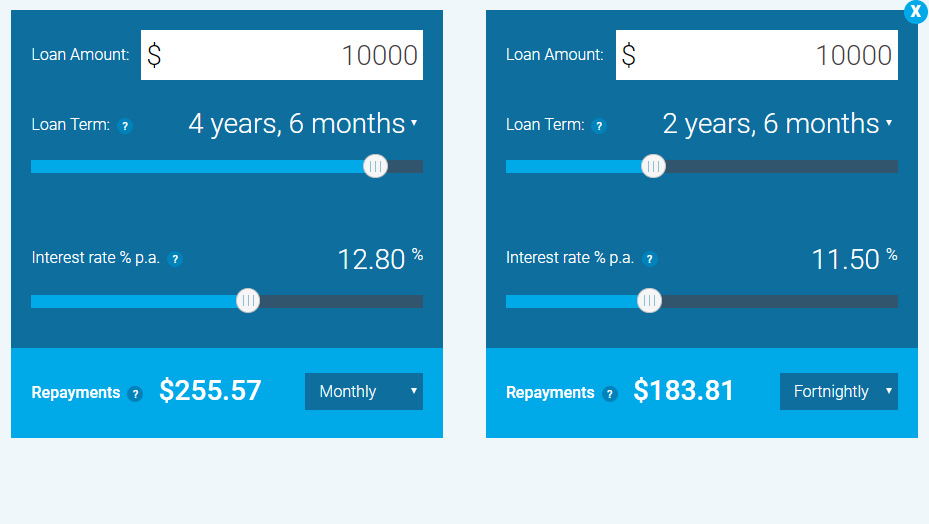 X
Loan Amount: $ 10000
Loan Term: ? 4 years, 6 months
Interest rate % p.a. ? 12.80 %
Repayments ? $255.57 Monthly
Loan Amount: $ 10000
Loan Term: ? 2 years, 6 months
Interest rate % p.a. ? 11.50 %
Repayments ? $183.81 Fortnightly